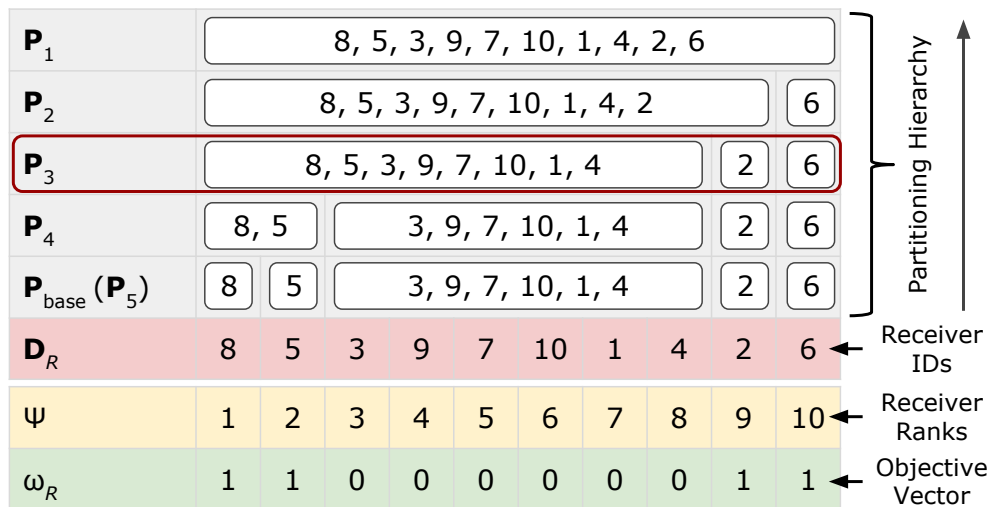 P1 8, 5, 3, 9, 7, 10, 1, 4, 2, 6
P2 8, 5, 3, 9, 7, 10, 1, 4, 2 6
P3 8, 5, 3, 9, 7, 10, 1, 4 2 6
P4 8, 5 3, 9, 7, 10, 1, 4 2 6
Pbase (P5) 8 5 3, 9, 7, 10, 1, 4 2 6
Partitioning Hierarchy
DR 8 5 3 9 7 10 1 4 2 6
Receiver
IDs
Ψ 1 2 3 4 5 6 7 8 9 10
Receiver
Ranks
ωR 1 1 0 0 0 0 0 0 1 1
Objective
Vector